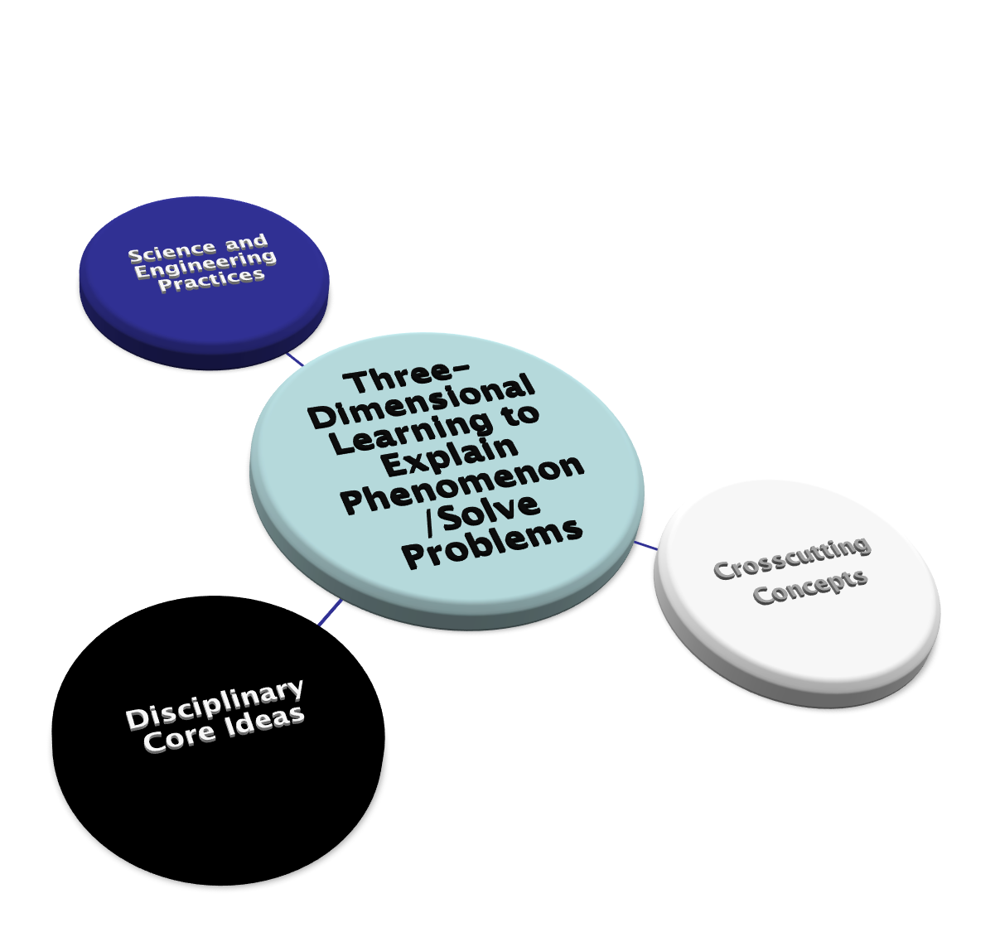 Science and
Engineering
Practices
Three-
Dimensional
Learning to
Explain
Phenomenon
/Solve
Problems
Crosscutting
Concepts
Disciplinary
Core Ideas